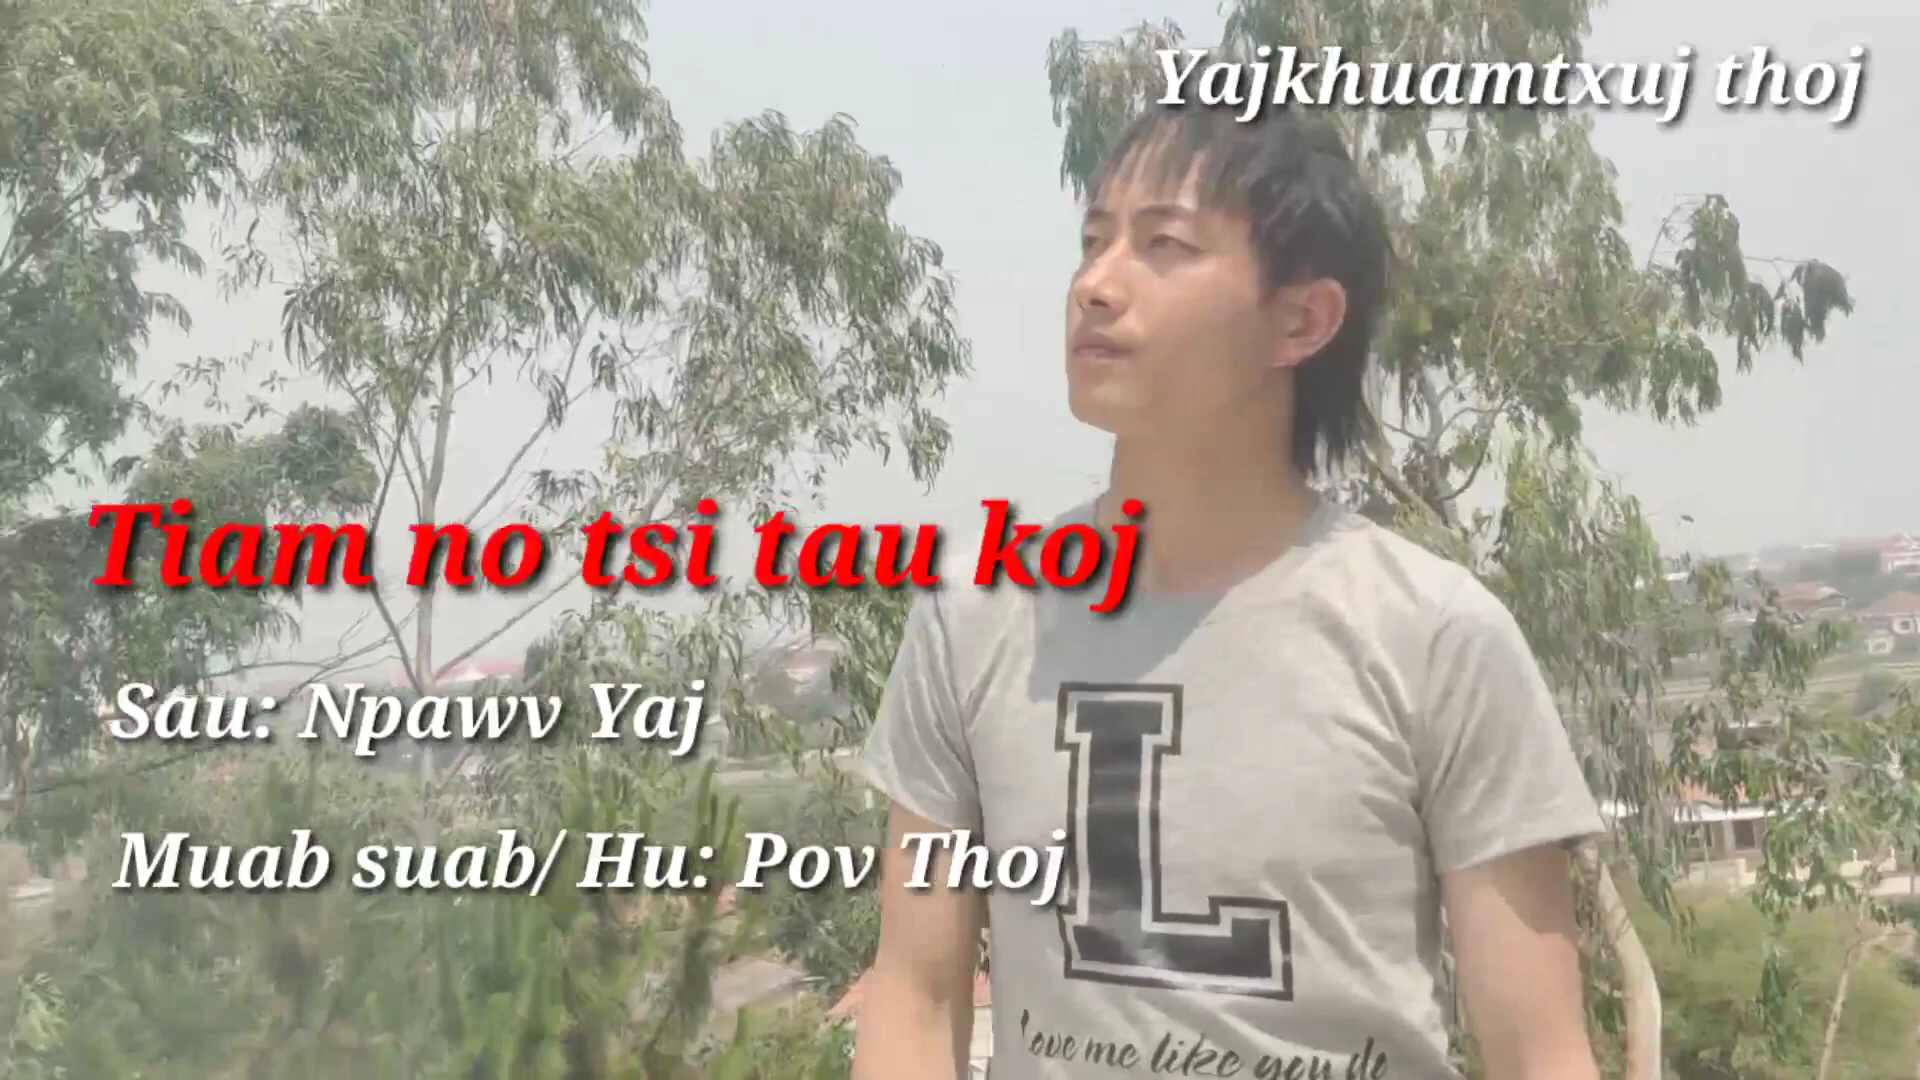 Yajkhuamtxuj thoj
Tiam no tsi tau koj
Sau: Npawv Yaj
Muab suab/ Hu: Pov Thoj
L
Love me like you do